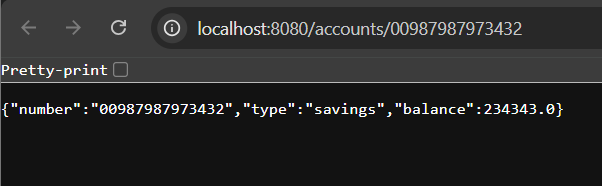 localhost:8080/accounts/00987987973432
Pretty-print
{"number":"00987987973432","type":"savings","balance":234343.0}